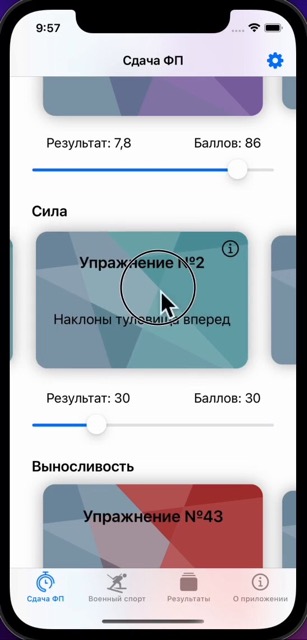 9:57
Сдача ФП
Результат: 7,8 Баллов: 86
Сила
Упражнение №2
Наклоны туловища вперед
Результат: 30 Баллов: 30
Выносливость
Упражнение №43
Сдача ФП Военный спорт Результаты О приложении